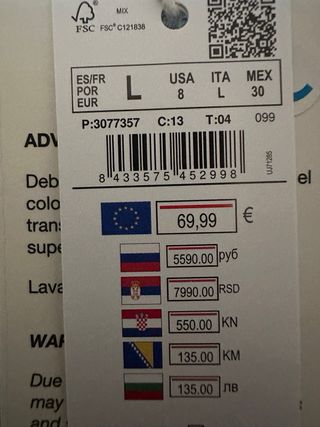 MIX
FSC FSC® C121838
ES/FR
POR
EUR
L
USA
8
ITA
L
MEX
30
P:3077357 C:13 T:04 099
8 433575 452998
UJ71285
69,99 €
5590.00 руб
7990.00 RSD
550.00 KN
135.00 KM
135.00 лв
ADV
Deb
el
colo
trans
supe
Lava
WAR
Due
may
and